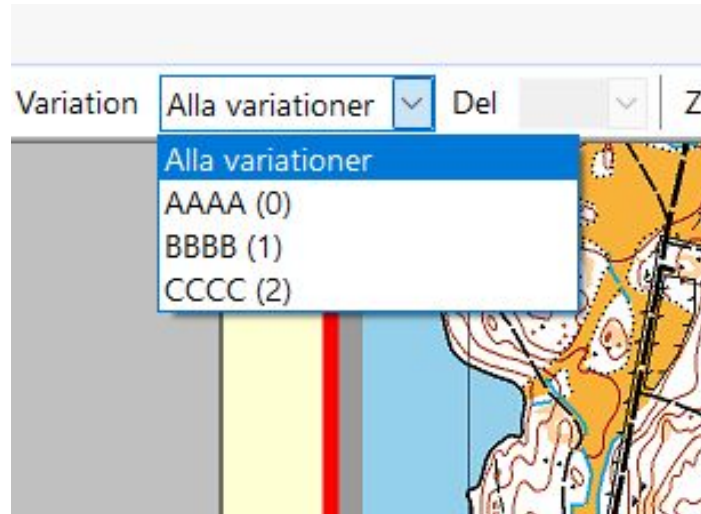 Variation Alla variationer Del Z
Alla variationer
AAAA (0)
BBBB (1)
CCCC (2)